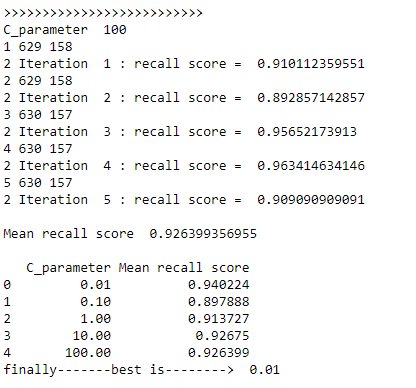 >>>>>>>>>>>>>>>>>>>>>>>>>>
C_parameter  100
1 629 158
2 Iteration  1 : recall score =  0.910112359551
2 629 158
2 Iteration  2 : recall score =  0.892857142857
3 630 157
2 Iteration  3 : recall score =  0.95652173913
4 630 157
2 Iteration  4 : recall score =  0.963414634146
5 630 157
2 Iteration  5 : recall score =  0.909090909091
Mean recall score  0.926399356955
   C_parameter Mean recall score
0         0.01          0.940224
1         0.10          0.897888
2         1.00          0.913727
3        10.00           0.92675
4       100.00          0.926399
finally-------best is-------->  0.01